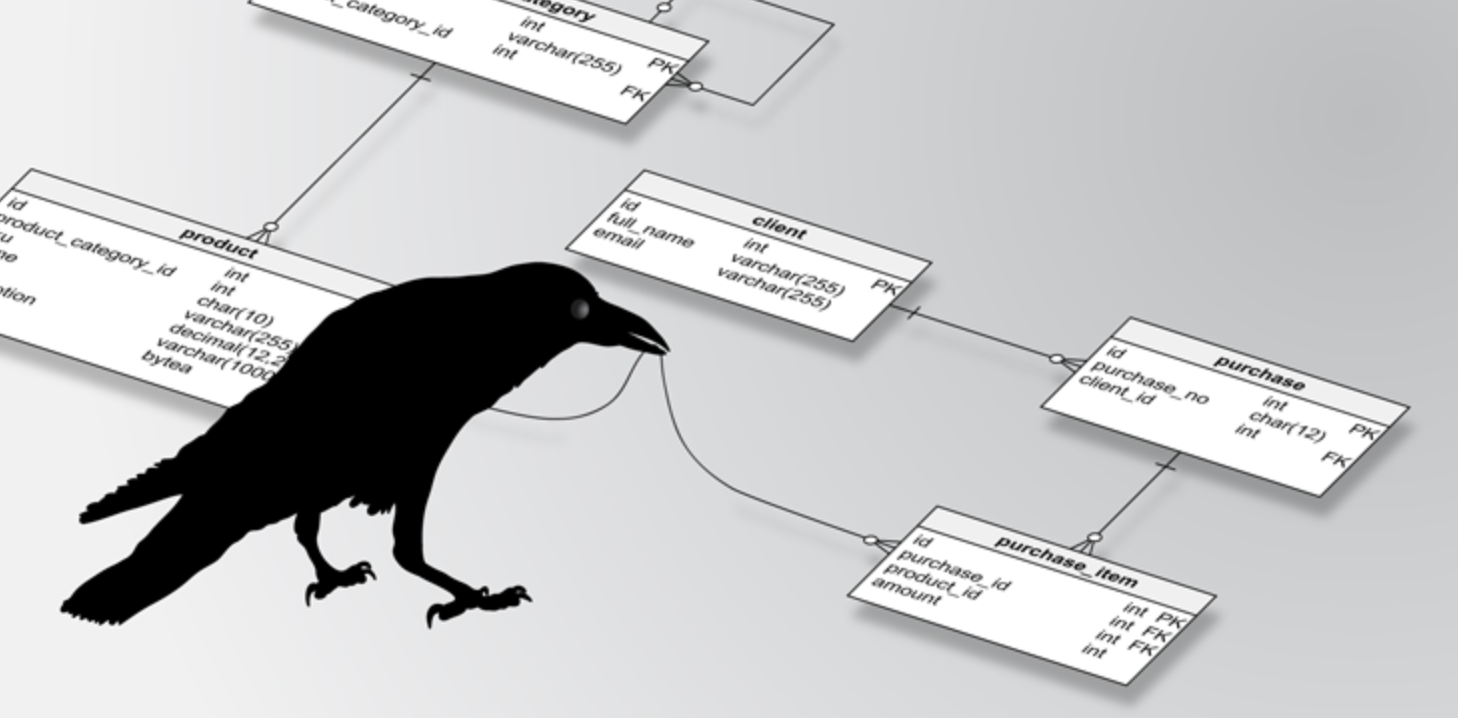 int
varchar(255) PK
_category_id int
FK
product
id int
product_category_id int
char(10)
varchar(255)
decimal(12,2
varchar(1000
bytea
client
id int PK
full_name varchar(255)
email varchar(255)
purchase
id int PK
purchase_no char(12)
client_id int FK
purchase_item
id int PK
purchase_id int FK
product_id int FK
amount int